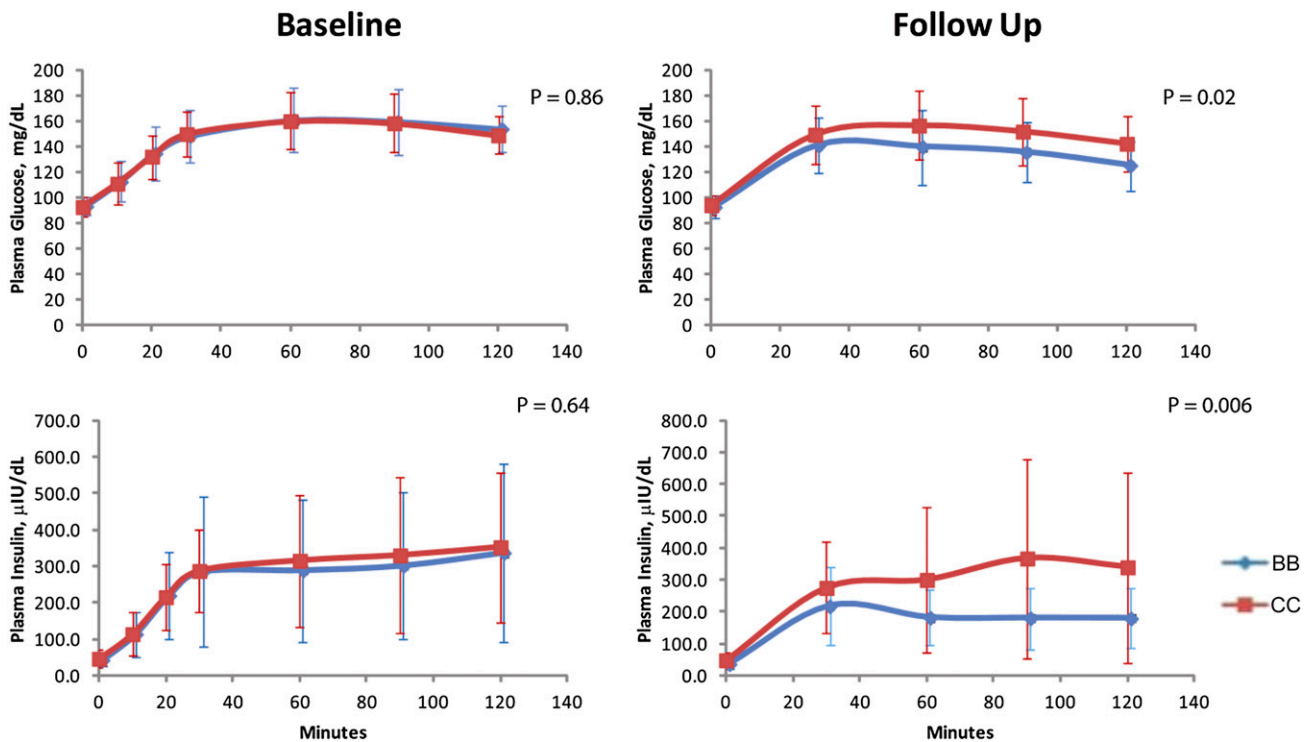 Baseline
Follow Up
P = 0.86
Plasma Glucose, mg/dL
200
180
160
140
120
100
80
60
40
20
0
0 20 40 60 80 100 120 140
P = 0.02
Plasma Glucose, mg/dL
200
180
160
140
120
100
80
60
40
20
0
0 20 40 60 80 100 120 140
P = 0.64
Plasma Insulin, μIU/dL
700.0
600.0
500.0
400.0
300.0
200.0
100.0
0.0
0 20 40 60 80 100 120 140
Minutes
P = 0.006
Plasma Insulin, μIU/dL
800.0
700.0
600.0
500.0
400.0
300.0
200.0
100.0
0.0
0 20 40 60 80 100 120 140
Minutes
BB
CC